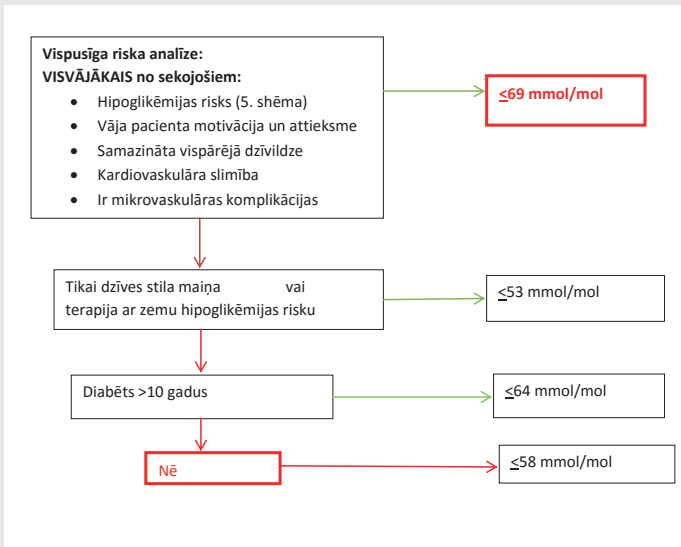 Vispusīga riska analīze:
VISVĀJĀKAIS no sekojošiem:
• Hipoglikēmijas risks (5. shēma)
• Vāja pacienta motivācija un attieksme
• Samazināta vispārējā dzīvildze
• Kardiovaskulāra slimība
• Ir mikrovaskulāras komplikācijas
≤69 mmol/mol
Tikai dzīves stila maiņa vai
terapija ar zemu hipoglikēmijas risku
≤53 mmol/mol
Diabēts >10 gadus
≤64 mmol/mol
Nē
≤58 mmol/mol